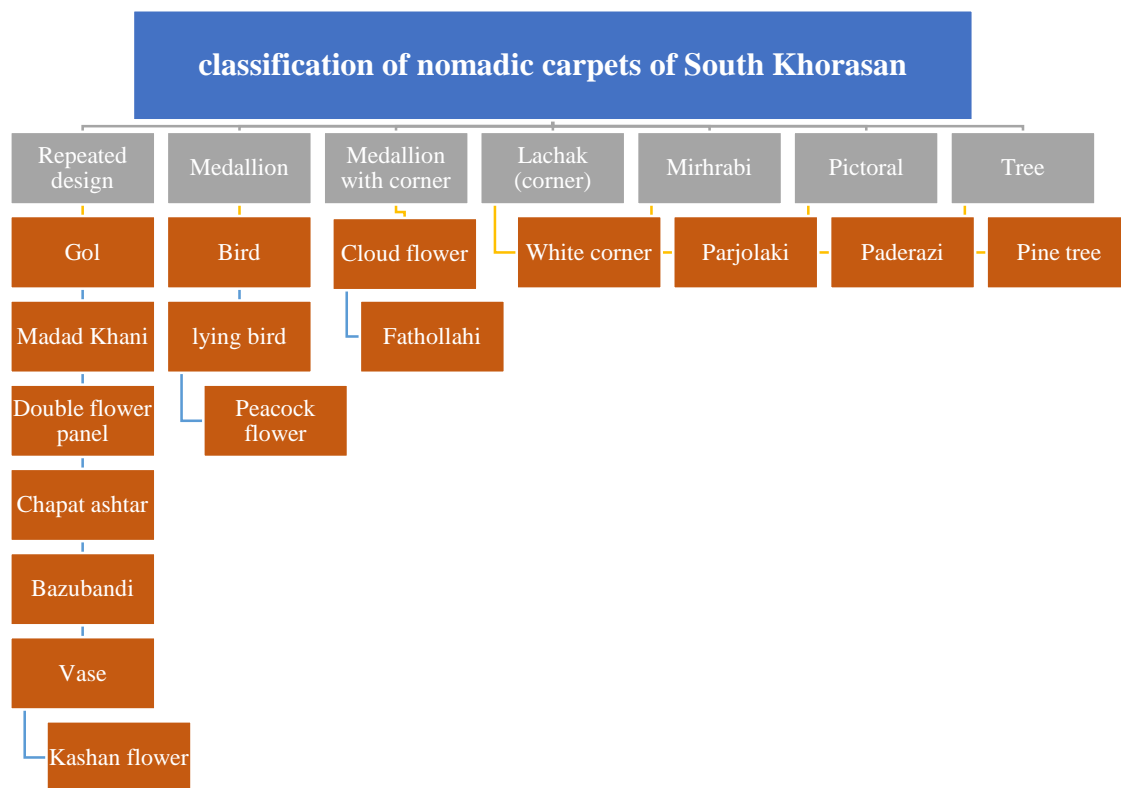 classification of nomadic carpets of South Khorasan
Repeated
design
Medallion
Medallion
with corner
Lachak
(corner)
Mirhrabi
Pictoral
Tree
Gol
Madad Khani
Double flower
panel
Chapat ashtar
Bazubandi
Vase
Kashan flower
Bird
lying bird
Peacock
flower
Cloud flower
Fathollahi
White corner
Parjolaki
Paderazi
Pine tree